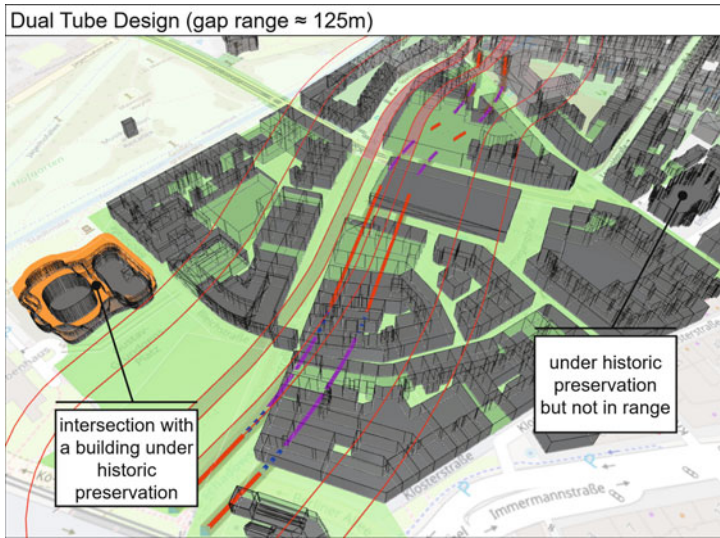 Dual Tube Design (gap range ≈ 125m)
under historic
preservation
but not in range
intersection with
a building under
historic
preservation
Klosterstraße
Immermannstraße